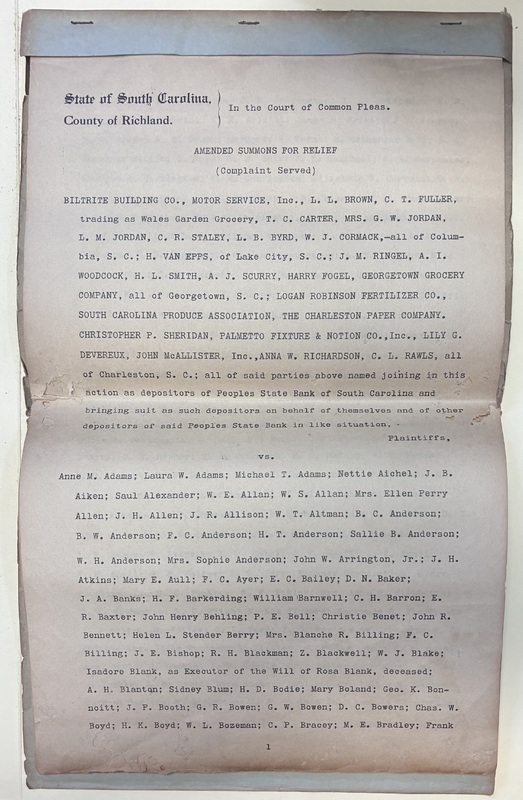 State of South Carolina,
County of Richland.
In the Court of Common Pleas.
AMENDED SUMMONS FOR RELIEF
(Complaint Served)
BILTRITE BUILDING CO., MOTOR SERVICE, Inc., L. L. BROWN, C. T. FULLER,
trading as Wales Garden Grocery, T. C. CARTER, MRS. G. W. JORDAN,
L. M. JORDAN, C. R. STALEY, L. B. BYRD, W. J. CORMACK,—all of Colum-
bia, S. C.; H. VAN EPPS, of Lake City, S. C.; J. M. RINGEL, A. I.
WOODCOCK, H. L. SMITH, A. J. SCURRY, HARRY FOGEL, GEORGETOWN GROCERY
COMPANY, all of Georgetown, S. C.; LOGAN ROBINSON FERTILIZER CO.,
SOUTH CAROLINA PRODUCE ASSOCIATION, THE CHARLESTON PAPER COMPANY.
CHRISTOPHER P. SHERIDAN, PALMETTO FIXTURE & NOTION CO.,Inc., LILY G.
DEVEREUX, JOHN McALLISTER, Inc.,ANNA W. RICHARDSON, C. L. RAWLS, all
of Charleston, S. C.; all of said parties above named joining in this
action as depositors of Peoples State Bank of South Carolina and
bringing suit as such depositors on behalf of themselves and of other
depositors of said Peoples State Bank in like situation, -
Plaintiffs,
vs.
Anne M. Adams; Laura W. Adams; Michael T. Adams; Nettie Aichel; J. B.
Aiken; Saul Alexander; W. E. Allan; W. S. Allan; Mrs. Ellen Perry
Allen; J. H. Allen; J. R. Allison; W. T. Altman; B. C. Anderson;
B. W. Anderson; F. C. Anderson; H. T. Anderson; Sallie B. Anderson;
W. H. Anderson; Mrs. Sophie Anderson; John W. Arrington, Jr.; J. H.
Atkins; Mary E. Aull; F. C. Ayer; E. C. Bailey; D. N. Baker;
J. A. Banks; H. F. Barkerding; William Barnwell; C. H. Barron; E.
R. Baxter; John Henry Behling; P. E. Bell; Christie Benet; John R.
Bennett; Helen L. Stender Berry; Mrs. Blanche R. Billing; F. C.
Billing; J. E. Bishop; R. H. Blackman; Z. Blackwell; W. J. Blake;
Isadore Blank, as Executor of the Will of Rosa Blank, deceased;
A. H. Blanton; Sidney Blum; H. D. Bodie; Mary Boland; Geo. K. Bon-
noitt; J. P. Booth; G. R. Bowen; G. W. Bowen; D. C. Bowers; Chas. W.
Boyd; H. K. Boyd; W. L. Bozeman; C. P. Bracey; M. E. Bradley; Frank
1